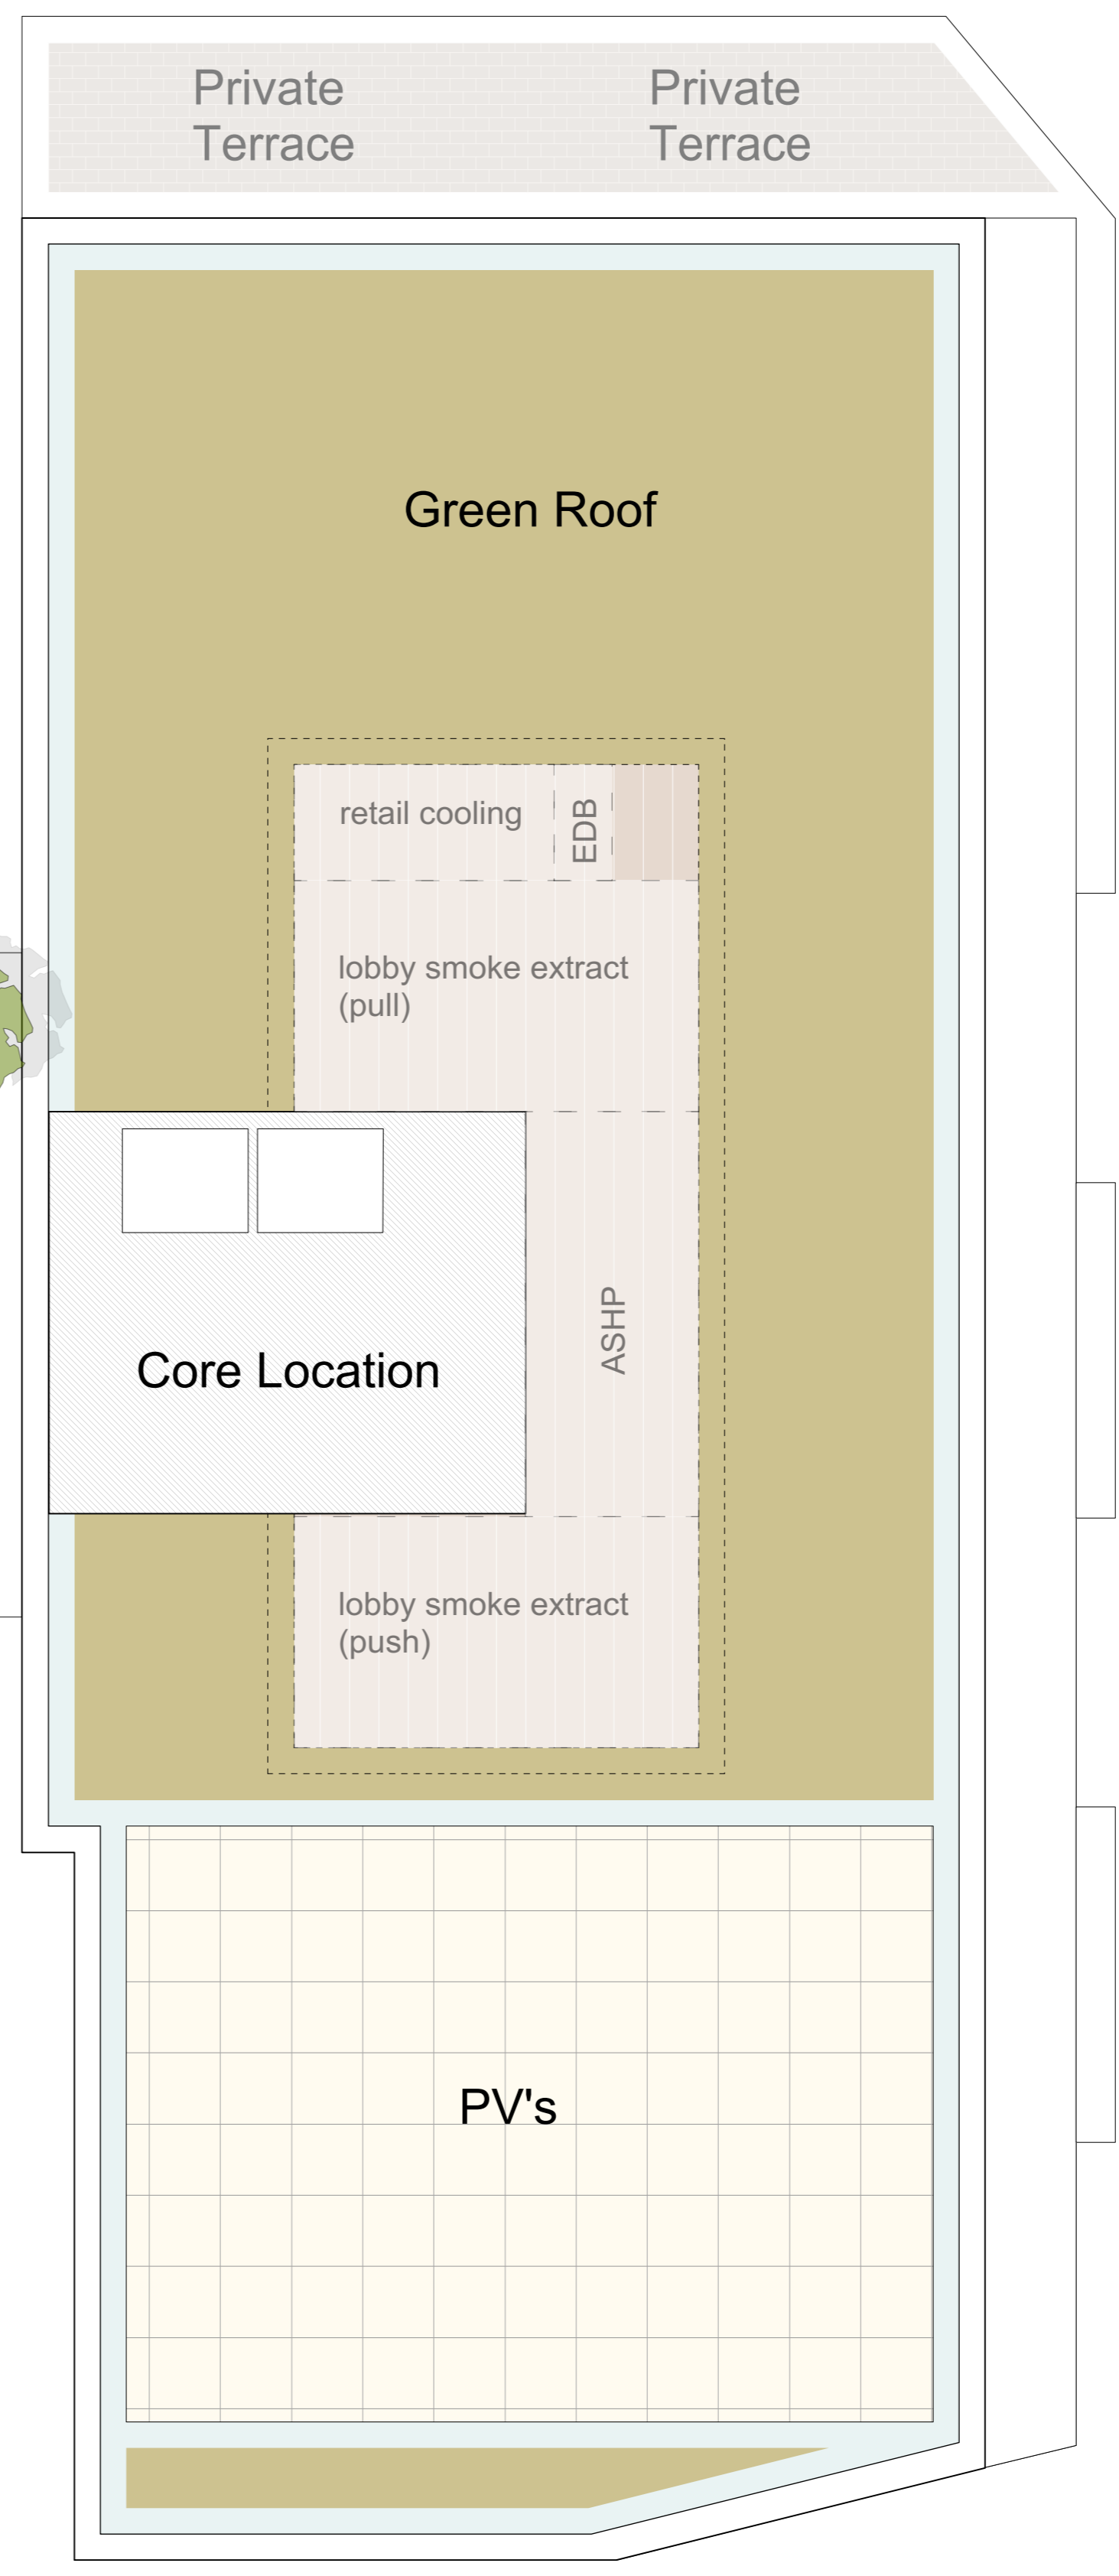 Private
Terrace
Private
Terrace
Green Roof
retail cooling
EDB
lobby smoke extract
(pull)
ASHP
Core Location
lobby smoke extract
(push)
PV's